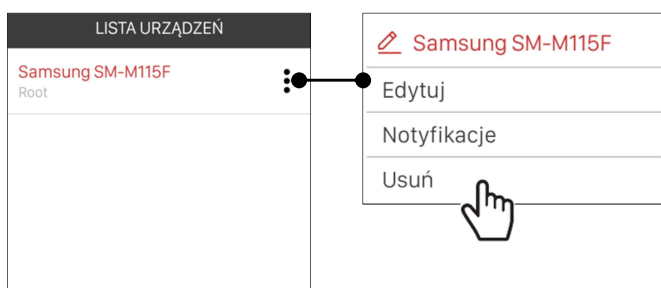 LISTA URZĄDZEŃ
Samsung SM-M115F
Root
Samsung SM-M115F
Edytuj
Notyfikacje
Usuń